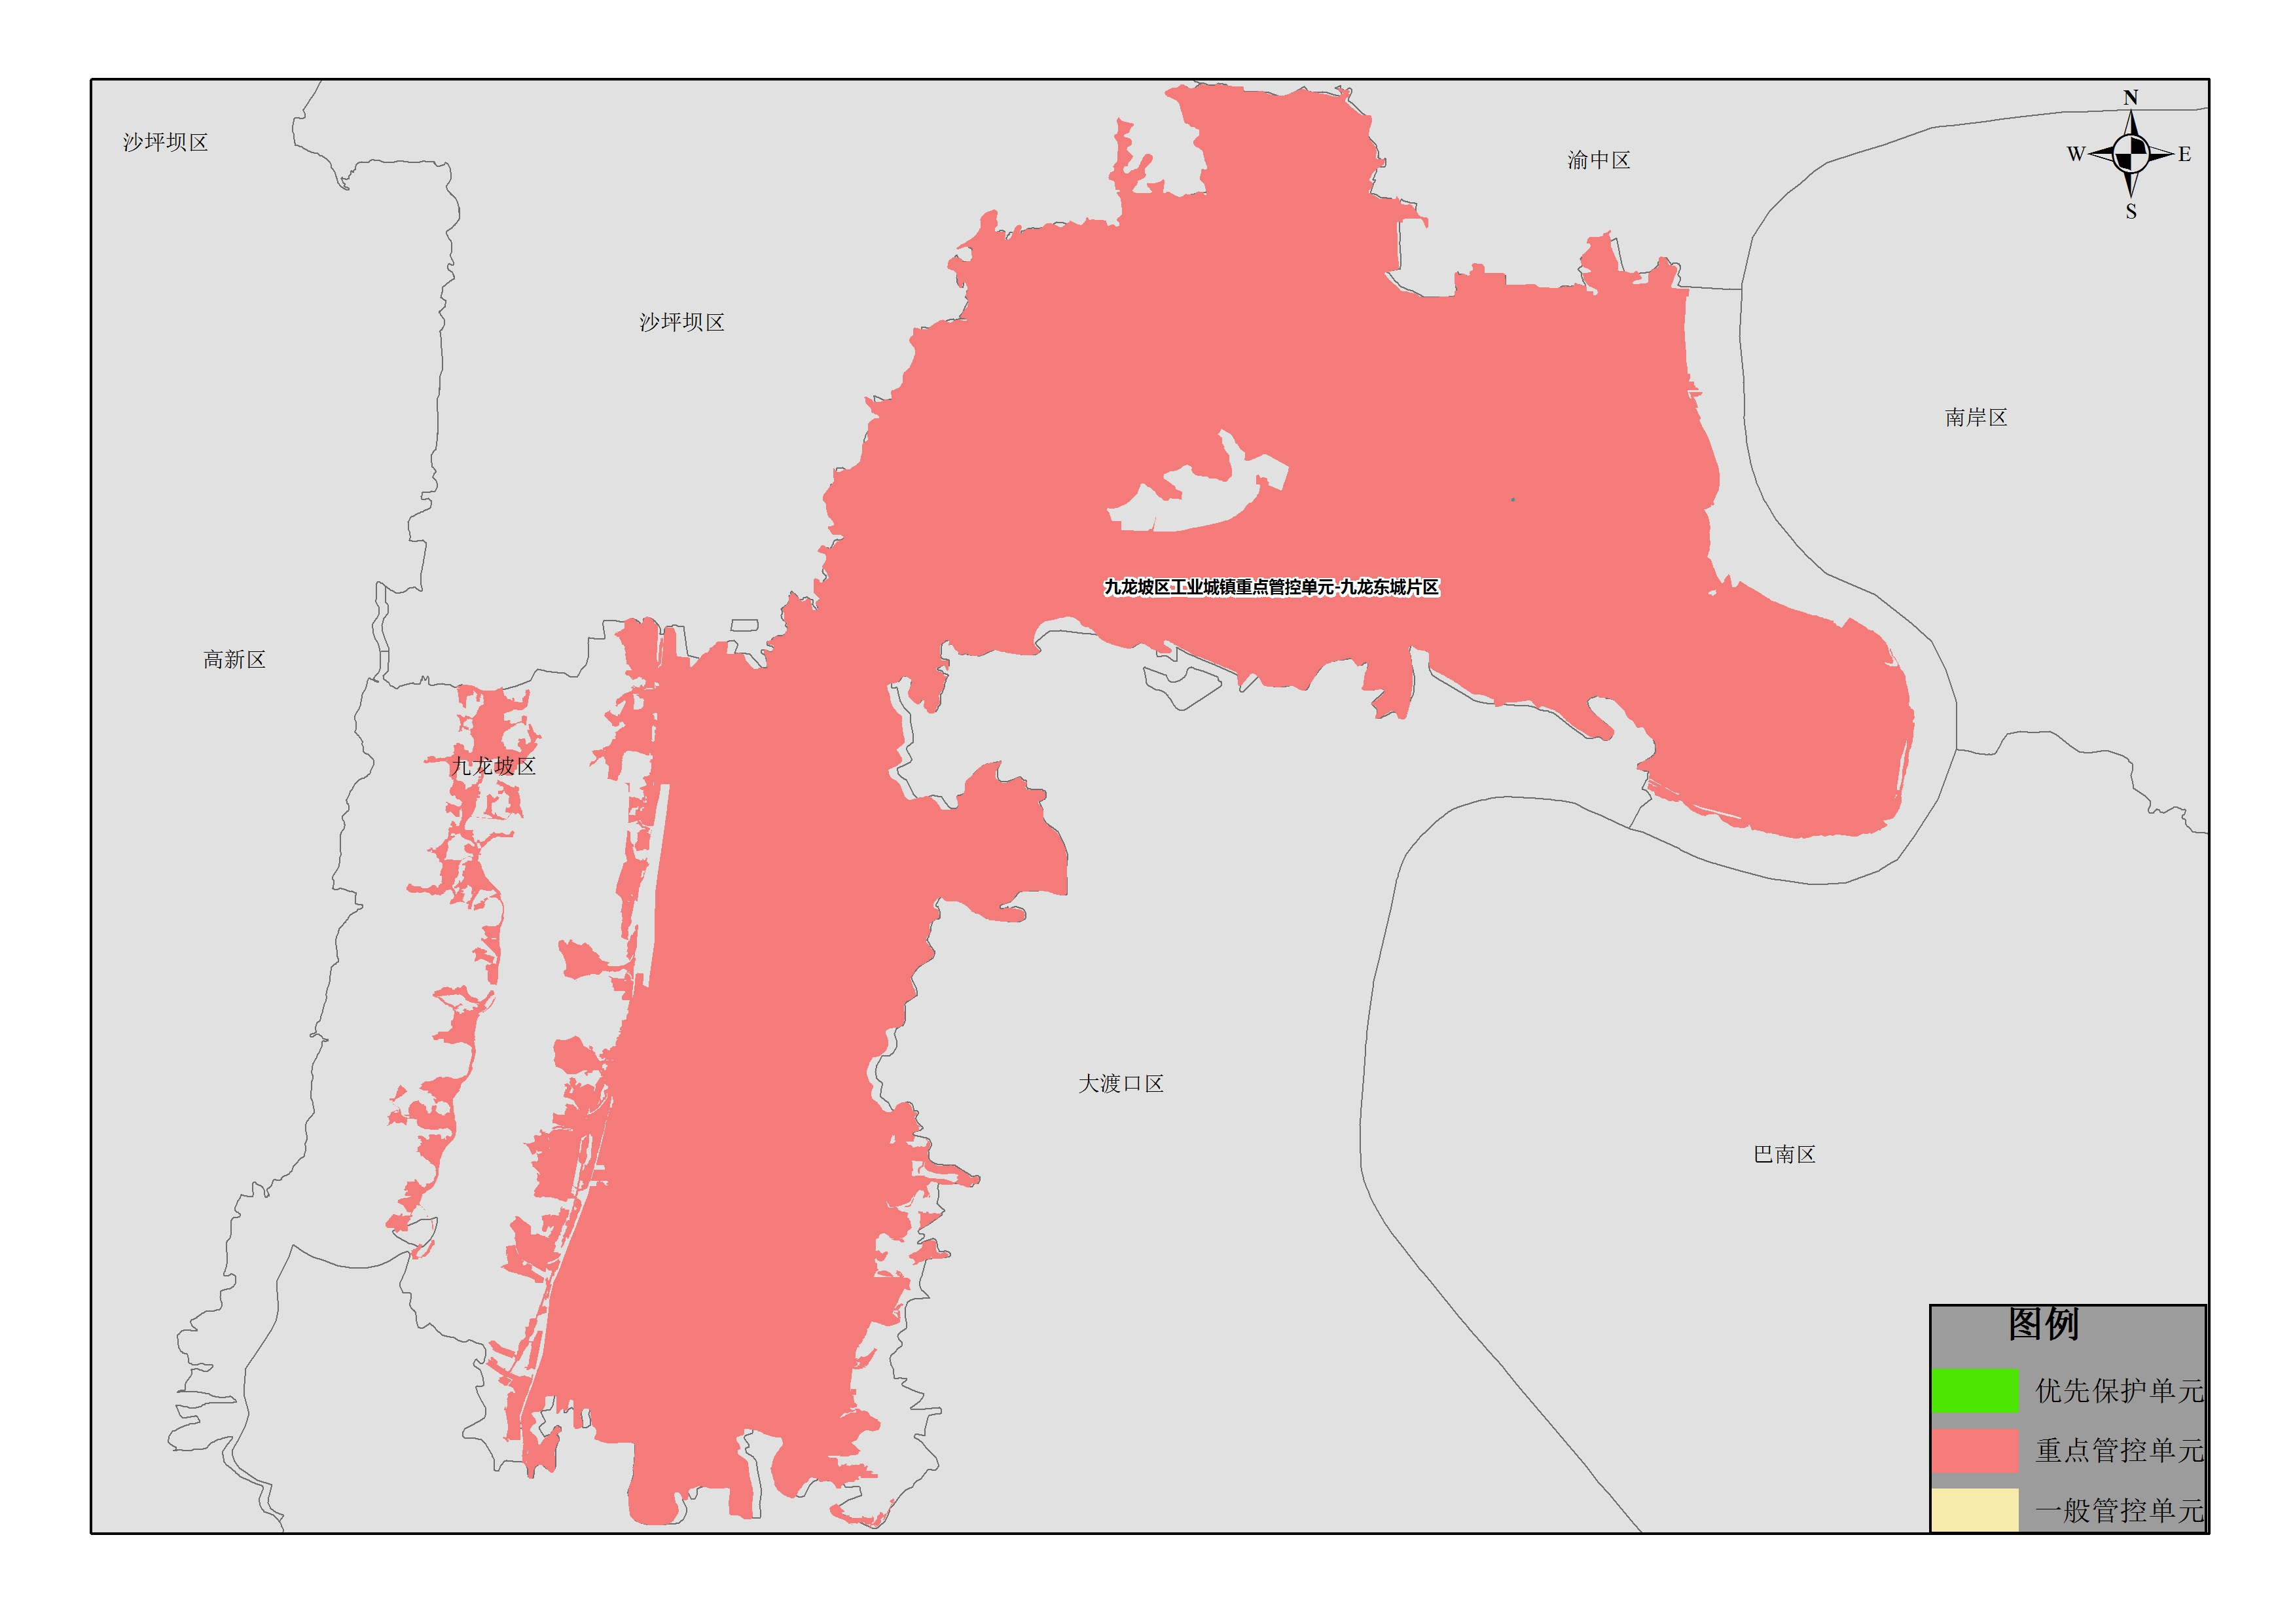 N
沙坪坝区
W
E
渝中区
S
沙坪坝区
南岸区
九龙坡区工业城镇重点管控单元-九龙东城片区
高新区
九龙坡区
大渡口区
巴南区
图例
优先保护单元
重点管控单元
一般管控单元